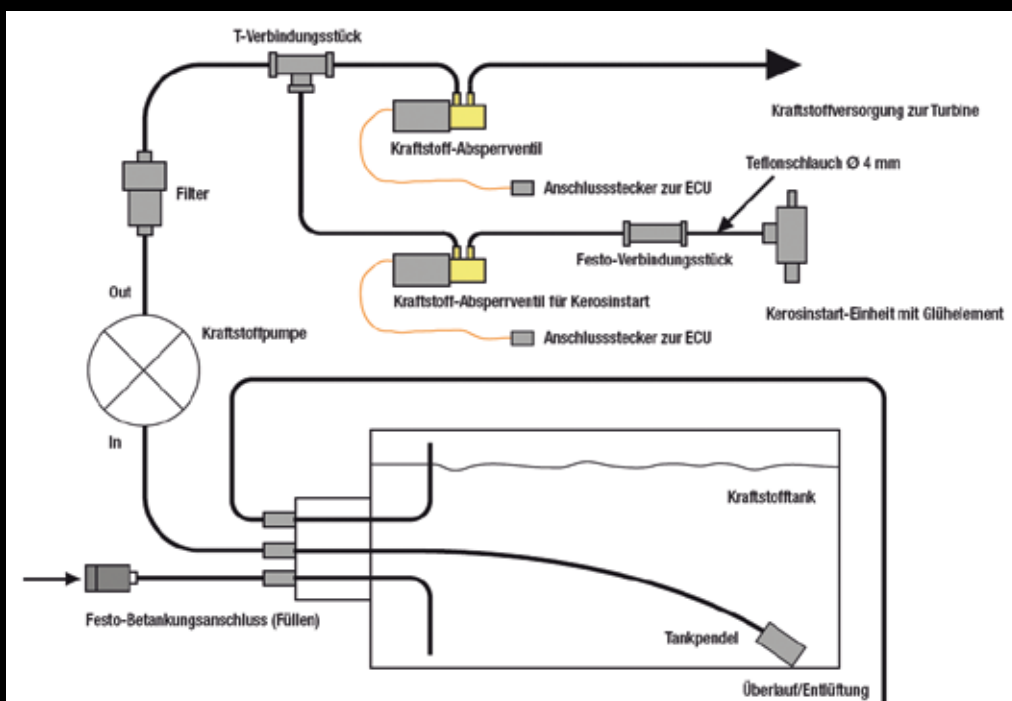 T-Verbindungsstück
Kraftstoffversorgung zur Turbine
Kraftstoff-Absperrventil
Teflonschlauch Ø 4 mm
Anschlussstecker zur ECU
Filter
Festo-Verbindungsstück
Out
Kraftstoff-Absperrventil für Kerosinstart
Kerosinstart-Einheit mit Glühelement
Kraftstoffpumpe
Anschlussstecker zur ECU
In
Kraftstofftank
Festo-Betankungsanschluss (Füllen)
Tankpendel
Überlauf/Entlüftung